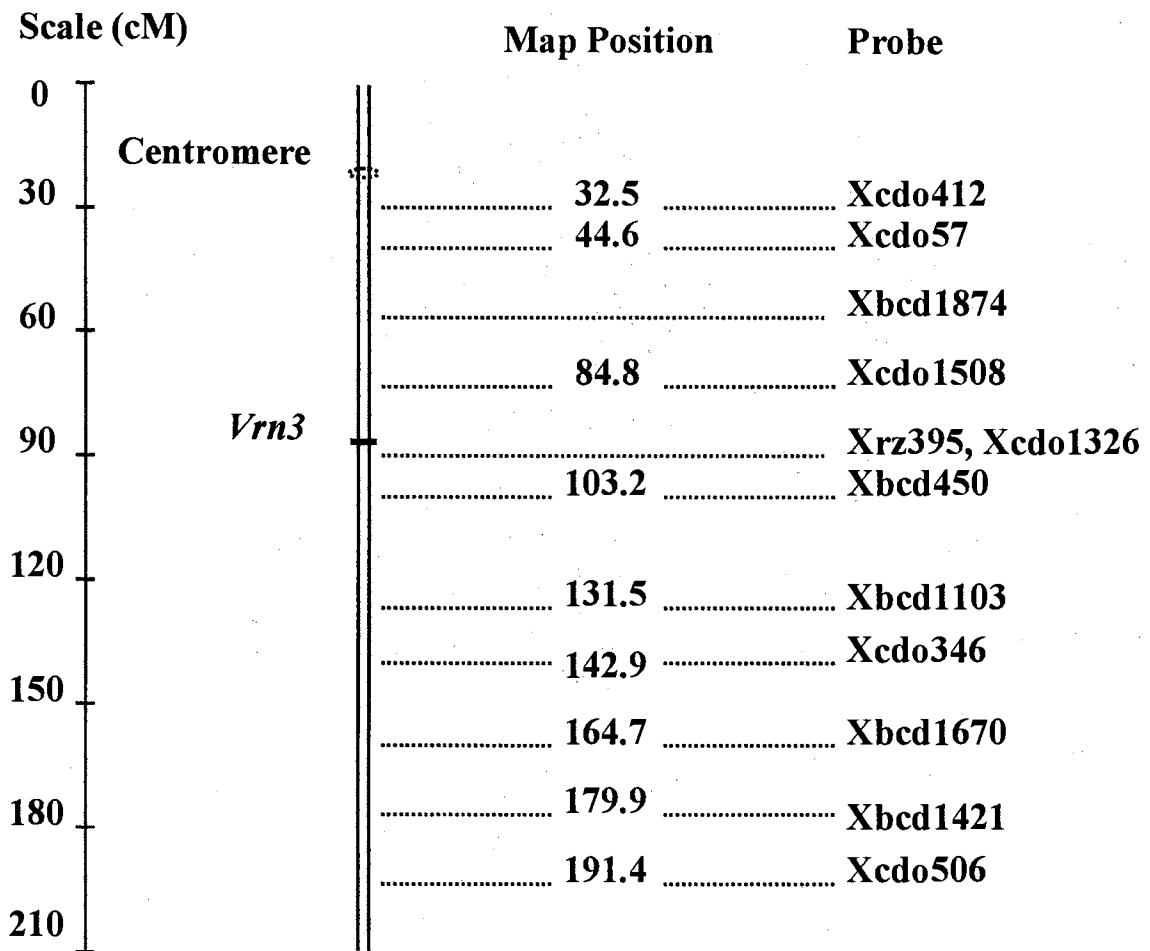 Scale (cM) Map Position Probe
0
Centromere
30 32.5 Xcdo412
44.6 Xcdo57
60 Xbcd1874
84.8 Xcdo1508
Vrn3
90 Xrz395, Xcdo1326
103.2 Xbcd450
120
131.5 Xbcd1103
142.9 Xcdo346
150
164.7 Xbcd1670
179.9 Xbcd1421
180
191.4 Xcdo506
210